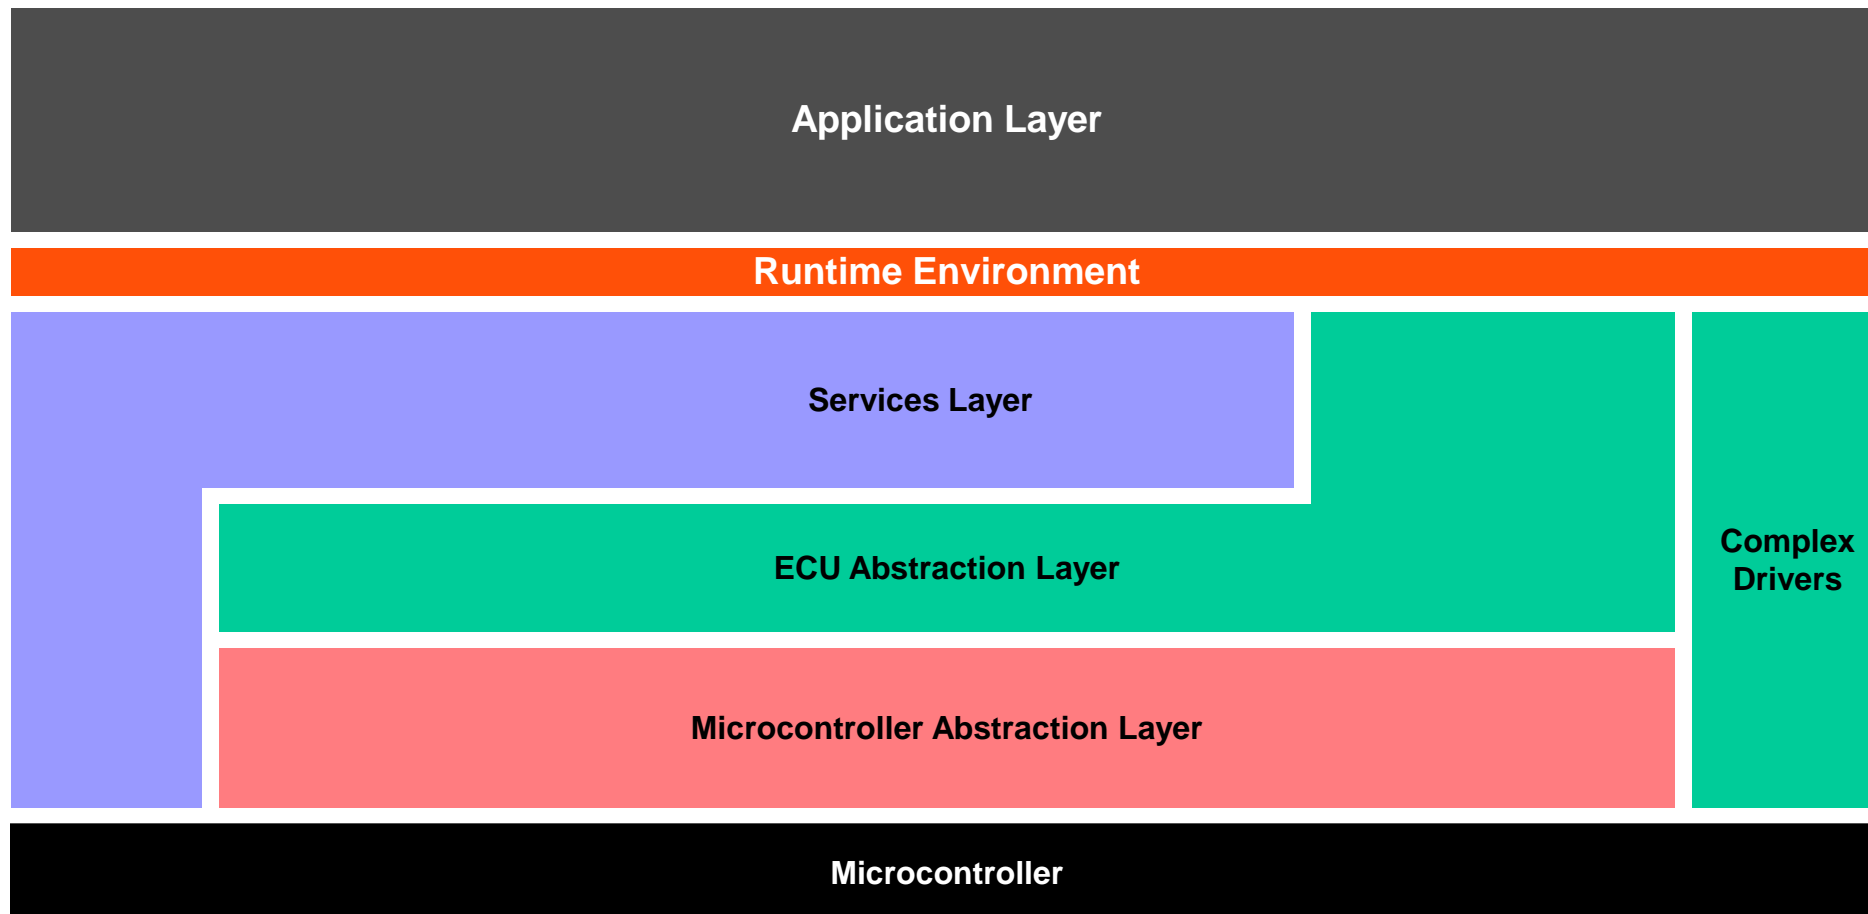 Application Layer
Runtime Environment
Services Layer
ECU Abstraction Layer
Complex
Drivers
Microcontroller Abstraction Layer
Microcontroller